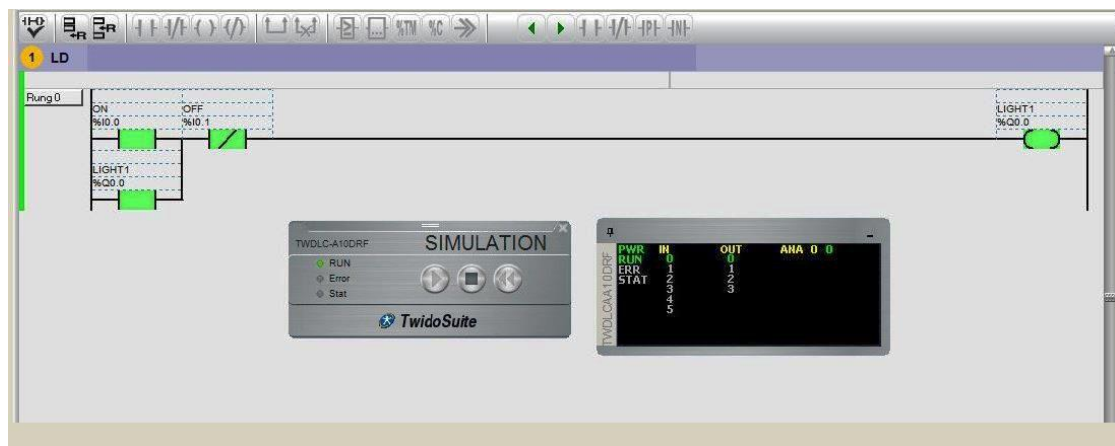 %TM %C
1 LD
Rung 0
ON OFF LIGHT1
%I0.0 %I0.1 %Q0.0
LIGHT1
%Q0.0
TWDLC-A10DRF SIMULATION
RUN
Error
Stat
TwidoSuite
TWDLCAA10DRF
PWR IN OUT ANA 0 0
RUN 0 0
ERR 1 1
STAT 2 2
3 3
4
5